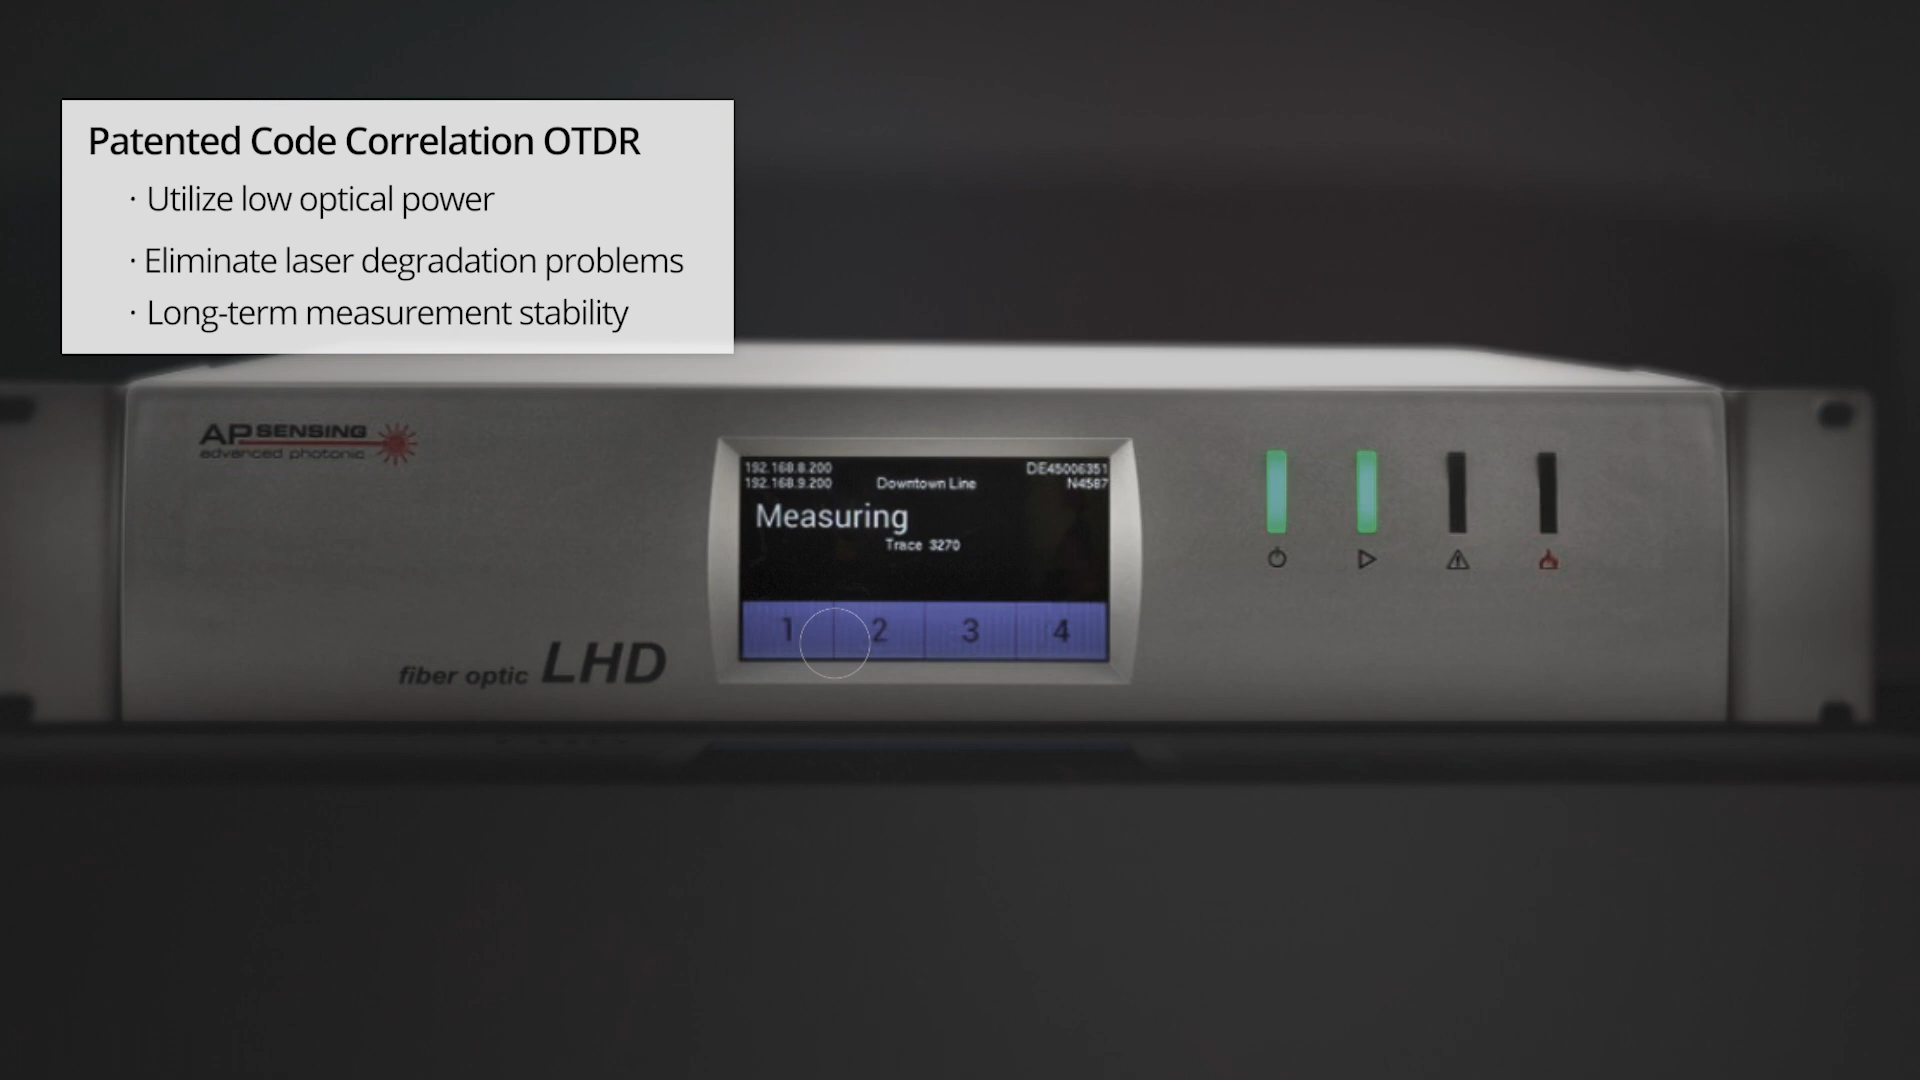 Patented Code Correlation OTDR
· Utilize low optical power
· Eliminate laser degradation problems
· Long-term measurement stability
AP SENSING
advanced photonic
192.168.8.200
192.168.9.200
Downtown Line
DE45006351
N4587
Measuring
Trace 3270
1 2 3 4
fiber optic LHD